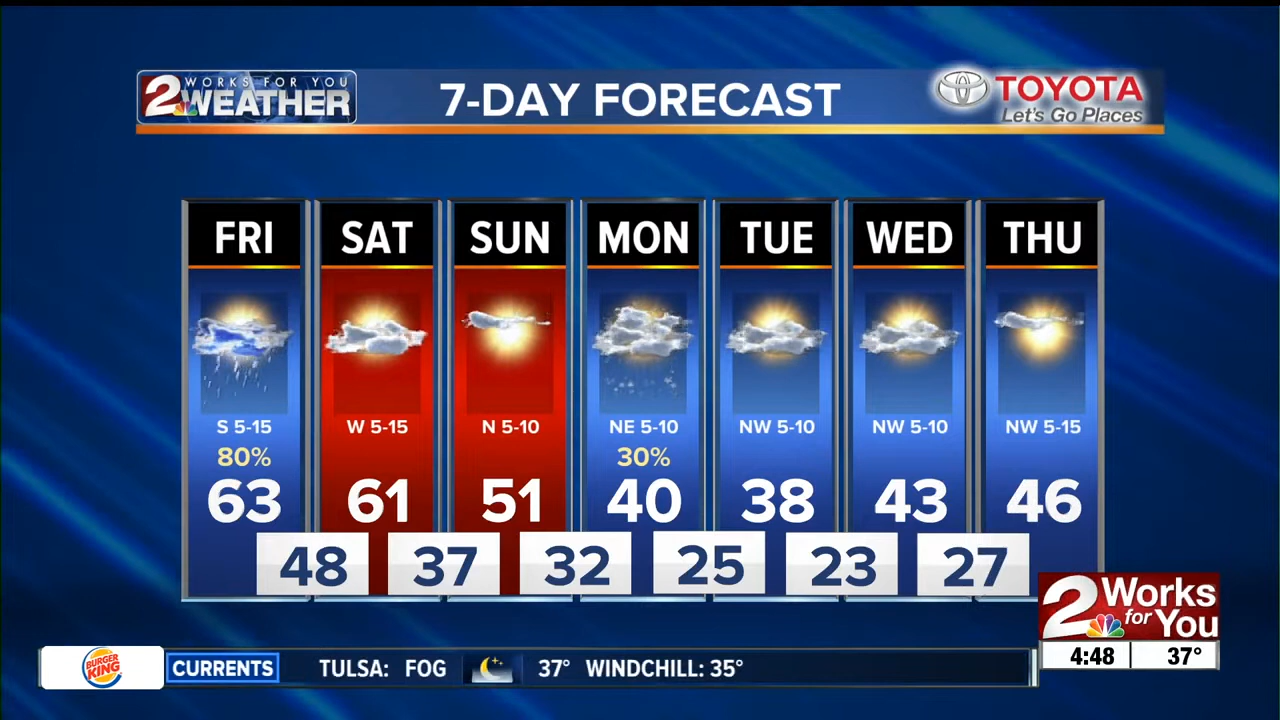 2 WORKS FOR YOU
WEATHER
7-DAY FORECAST
TOYOTA
Let's Go Places
FRI SAT SUN MON TUE WED THU
S 5-15 W 5-15 N 5-10 NE 5-10 NW 5-10 NW 5-10 NW 5-15
80% 30%
63 61 51 40 38 43 46
48 37 32 25 23 27
2 Works
for You
4:48 37°
BURGER
KING
CURRENTS TULSA: FOG 37° WINDCHILL: 35°